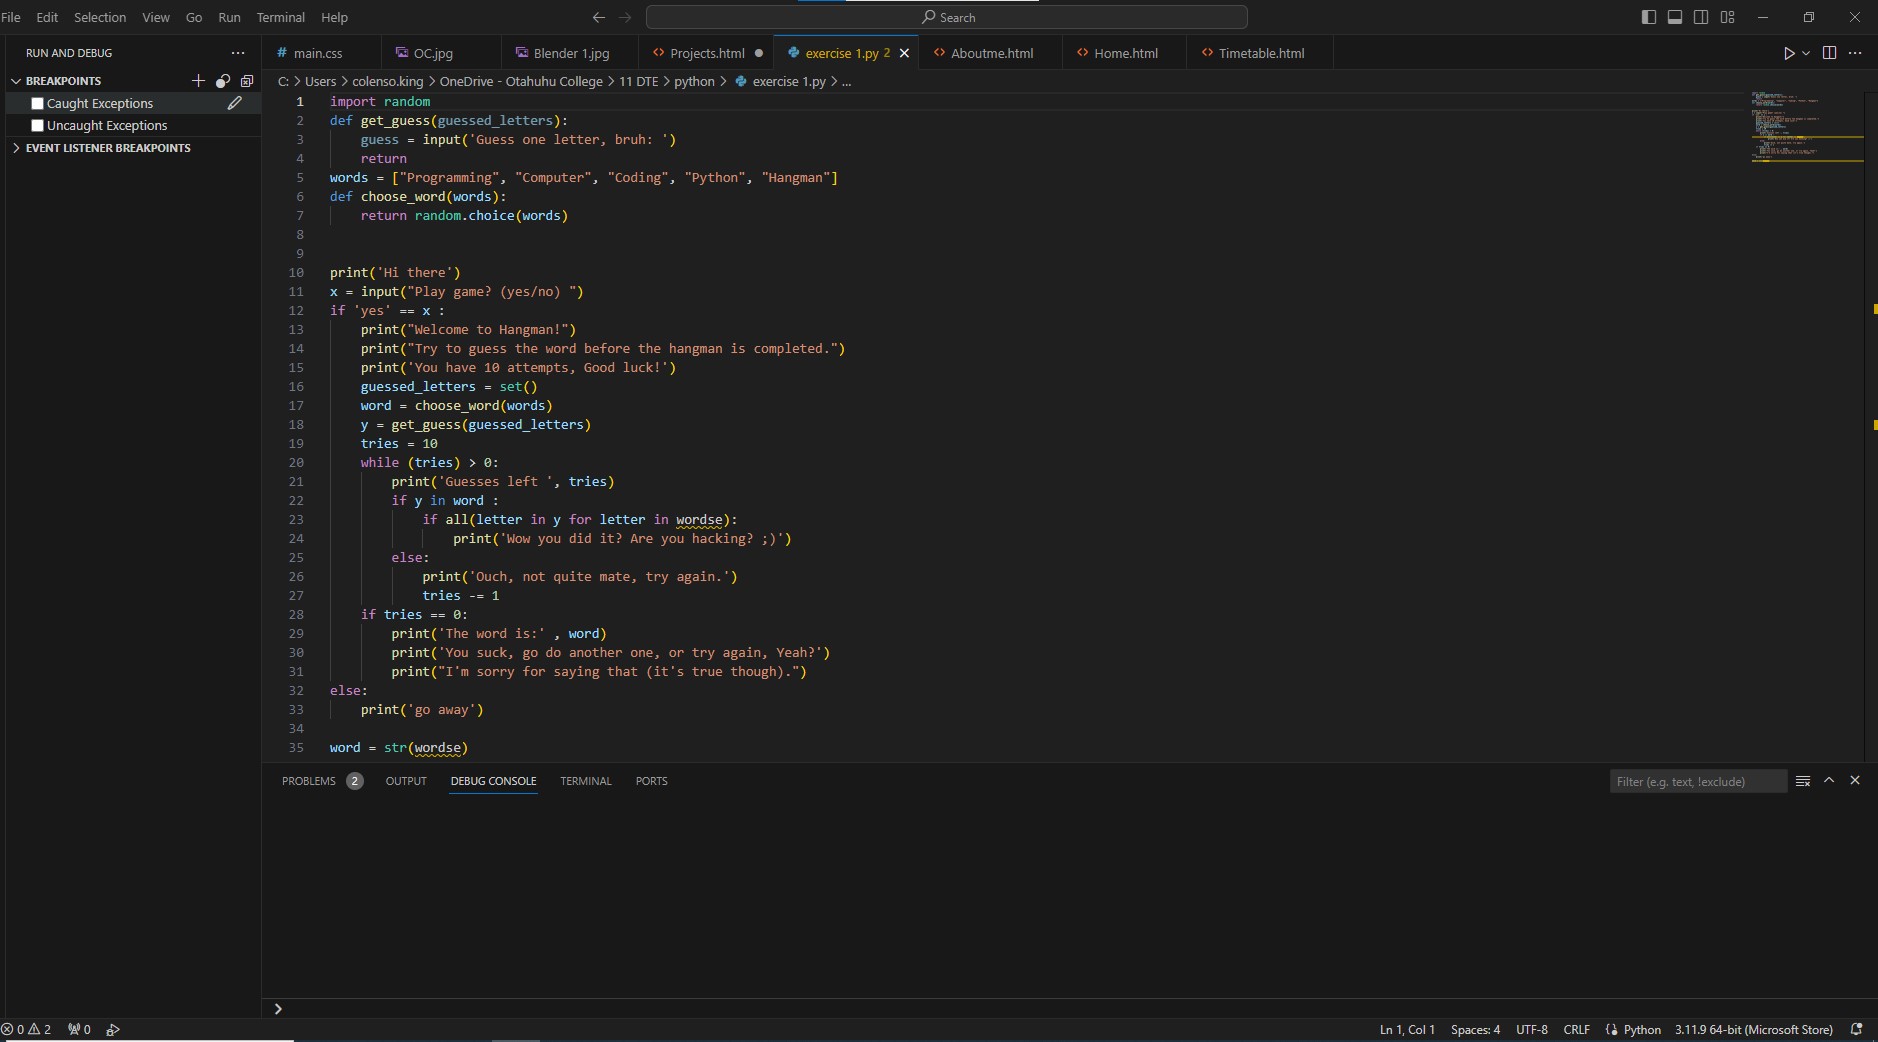 File Edit Selection View Go Run Terminal Help Search
RUN AND DEBUG
BREAKPOINTS
Caught Exceptions
Uncaught Exceptions
EVENT LISTENER BREAKPOINTS
# main.css OC.jpg Blender 1.jpg Projects.html exercise 1.py 2 Aboutme.html Home.html Timetable.html
C: > Users > colenso.king > OneDrive - Otahuhu College > 11 DTE > python > exercise 1.py > ...
1 import random
2 def get_guess(guessed_letters):
3     guess = input('Guess one letter, bruh: ')
4     return
5 words = ["Programming", "Computer", "Coding", "Python", "Hangman"]
6 def choose_word(words):
7     return random.choice(words)
8
9
10 print('Hi there')
11 x = input("Play game? (yes/no) ")
12 if 'yes' == x :
13     print("Welcome to Hangman!")
14     print("Try to guess the word before the hangman is completed.")
15     print('You have 10 attempts, Good luck!')
16     guessed_letters = set()
17     word = choose_word(words)
18     y = get_guess(guessed_letters)
19     tries = 10
20     while (tries) > 0:
21         print('Guesses left ', tries)
22         if y in word :
23             if all(letter in y for letter in wordse):
24                 print('Wow you did it? Are you hacking? ;)')
25         else:
26             print('Ouch, not quite mate, try again.')
27             tries -= 1
28     if tries == 0:
29         print('The word is:' , word)
30         print('You suck, go do another one, or try again, Yeah?')
31         print("I'm sorry for saying that (it's true though).")
32 else:
33     print('go away')
34
35 word = str(wordse)
PROBLEMS 2 OUTPUT DEBUG CONSOLE TERMINAL PORTS Filter (e.g. text, !exclude)
0 2 0 Ln 1, Col 1 Spaces: 4 UTF-8 CRLF Python 3.11.9 64-bit (Microsoft Store)